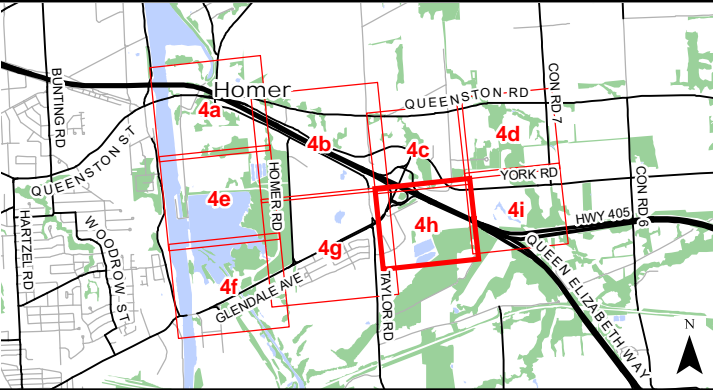 Homer
4a
QUEENSTON RD
BUNTING RD
CON RD 7
4b
4c
4d
QUEENSTON ST
YORK RD
HOMER RD
4e
CON RD 6
HARTZEL RD
WOODROW ST
4h
4i
HWY 405
4g
4f
GLENDALE AVE
TAYLOR RD
QUEEN ELIZABETH WAY
N